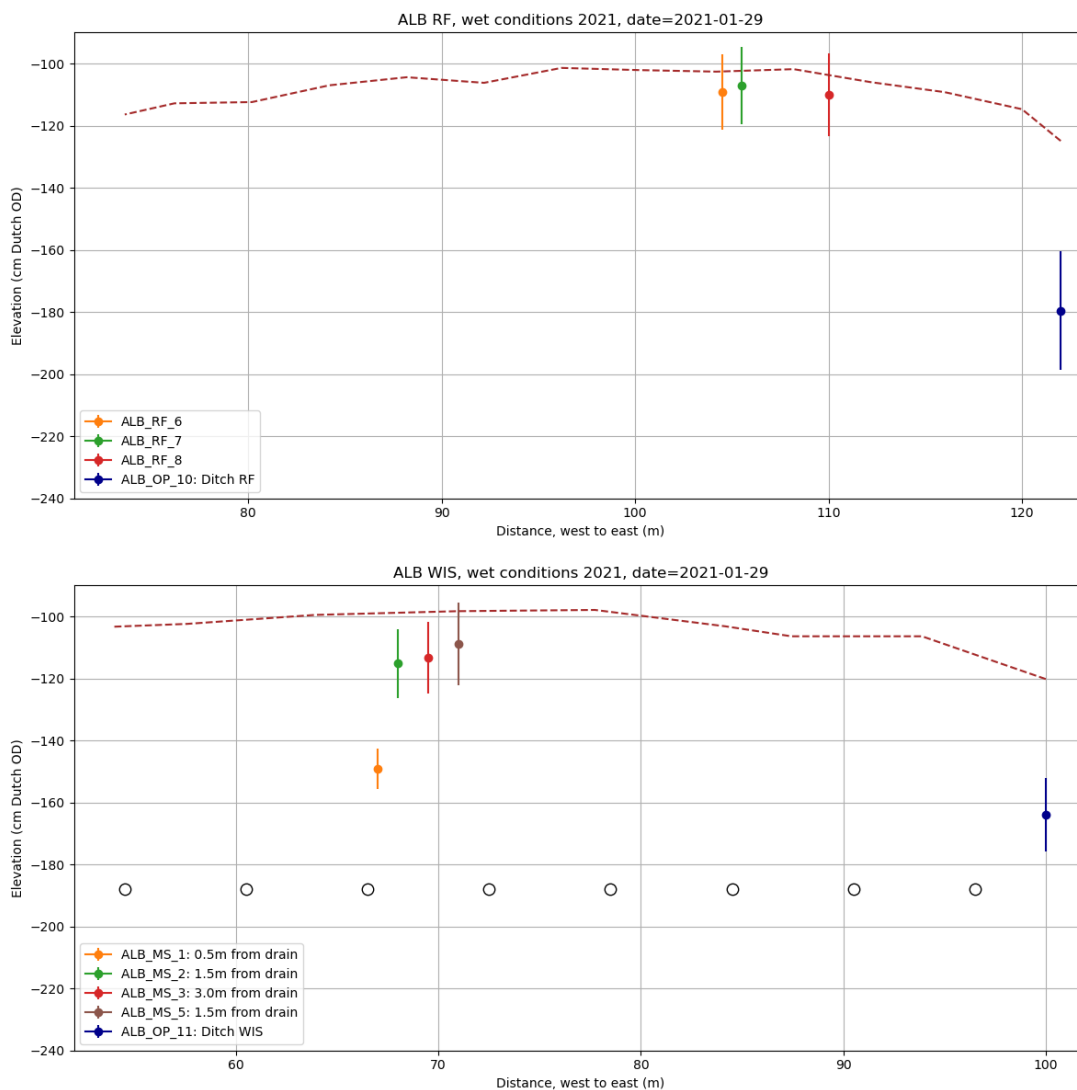 ALB RF, wet conditions 2021, date=2021-01-29
−100
−120
−140
−160
−180
−200
−220
−240
Elevation (cm Dutch OD)
ALB_RF_6
ALB_RF_7
ALB_RF_8
ALB_OP_10: Ditch RF
80 90 100 110 120
Distance, west to east (m)
ALB WIS, wet conditions 2021, date=2021-01-29
−100
−120
−140
−160
−180
−200
−220
−240
Elevation (cm Dutch OD)
ALB_MS_1: 0.5m from drain
ALB_MS_2: 1.5m from drain
ALB_MS_3: 3.0m from drain
ALB_MS_5: 1.5m from drain
ALB_OP_11: Ditch WIS
60 70 80 90 100
Distance, west to east (m)